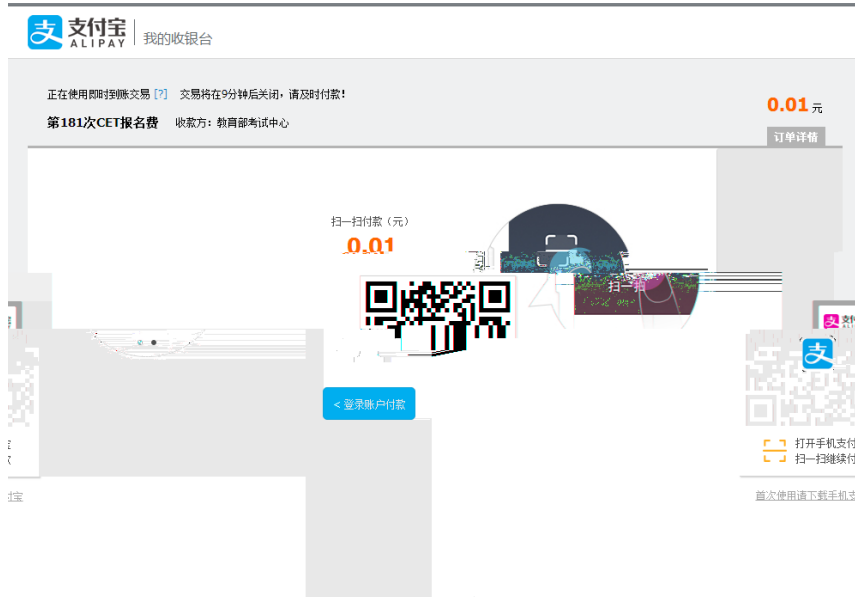 支付宝
ALIPAY
我的收银台
正在使用即时到账交易 [?] 交易将在9分钟后关闭，请及时付款！
0.01 元
第181次CET报名费 收款方：教育部考试中心
订单详情
扫一扫付款（元）
0.01
扫一扫
< 登录账户付款
支
打开手机支付
扫一扫继续付
付宝
首次使用请下载手机支